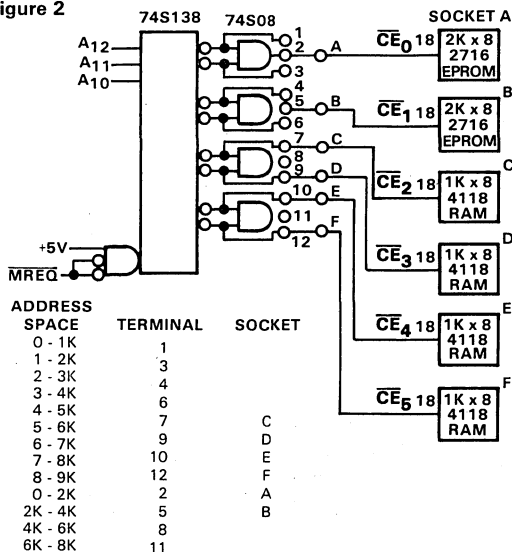 igure 2
74S138
74S08
SOCKET A
A12
A11
A10
1
2
3
A
CE0 18
2K x 8
2716
EPROM
4
5
6
B
CE1 18
B
2K x 8
2716
EPROM
7
8
9
C
D
CE2 18
C
1K x 8
4118
RAM
10
11
12
E
F
CE3 18
D
1K x 8
4118
RAM
+5V
MREQ
CE4 18
E
1K x 8
4118
RAM
CE5 18
F
1K x 8
4118
RAM
ADDRESS
SPACE TERMINAL SOCKET
0 - 1K 1
1 - 2K 3
2 - 3K 4
3 - 4K 6
4 - 5K 7 C
5 - 6K 9 D
6 - 7K 10 E
7 - 8K 12 F
8 - 9K 2 A
0 - 2K 5 B
2K - 4K 8
4K - 6K 11
6K - 8K